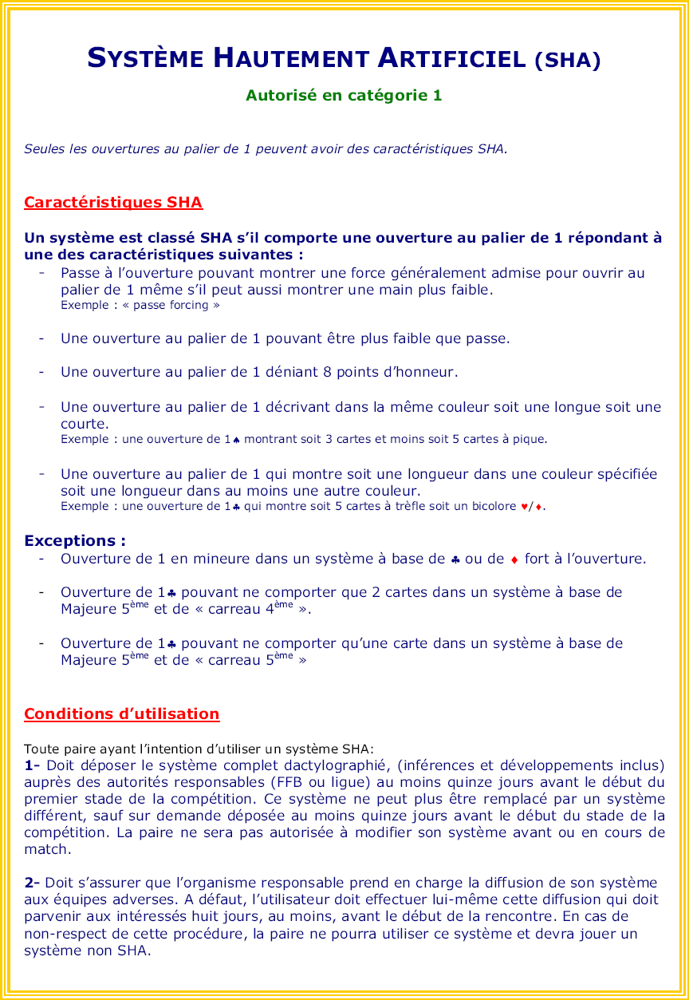 SYSTÈME HAUTEMENT ARTIFICIEL (SHA)
Autorisé en catégorie 1
Seules les ouvertures au palier de 1 peuvent avoir des caractéristiques SHA.
Caractéristiques SHA
Un système est classé SHA s’il comporte une ouverture au palier de 1 répondant à
une des caractéristiques suivantes :
- Passe à l’ouverture pouvant montrer une force généralement admise pour ouvrir au
palier de 1 même s’il peut aussi montrer une main plus faible.
Exemple : « passe forcing »
- Une ouverture au palier de 1 pouvant être plus faible que passe.
- Une ouverture au palier de 1 déniant 8 points d’honneur.
- Une ouverture au palier de 1 décrivant dans la même couleur soit une longue soit une
courte.
Exemple : une ouverture de 1♠ montrant soit 3 cartes et moins soit 5 cartes à pique.
- Une ouverture au palier de 1 qui montre soit une longueur dans une couleur spécifiée
soit une longueur dans au moins une autre couleur.
Exemple : une ouverture de 1♣ qui montre soit 5 cartes à trèfle soit un bicolore ♥/♦.
Exceptions :
- Ouverture de 1 en mineure dans un système à base de ♣ ou de ♦ fort à l’ouverture.
- Ouverture de 1♣ pouvant ne comporter que 2 cartes dans un système à base de
Majeure 5ème et de « carreau 4ème ».
- Ouverture de 1♣ pouvant ne comporter qu’une carte dans un système à base de
Majeure 5ème et de « carreau 5ème »
Conditions d’utilisation
Toute paire ayant l’intention d’utiliser un système SHA:
1- Doit déposer le système complet dactylographié, (inférences et développements inclus)
auprès des autorités responsables (FFB ou ligue) au moins quinze jours avant le début du
premier stade de la compétition. Ce système ne peut plus être remplacé par un système
différent, sauf sur demande déposée au moins quinze jours avant le début du stade de la
compétition. La paire ne sera pas autorisée à modifier son système avant ou en cours de
match.
2- Doit s’assurer que l’organisme responsable prend en charge la diffusion de son système
aux équipes adverses. A défaut, l’utilisateur doit effectuer lui-même cette diffusion qui doit
parvenir aux intéressés huit jours, au moins, avant le début de la rencontre. En cas de
non-respect de cette procédure, la paire ne pourra utiliser ce système et devra jouer un
système non SHA.